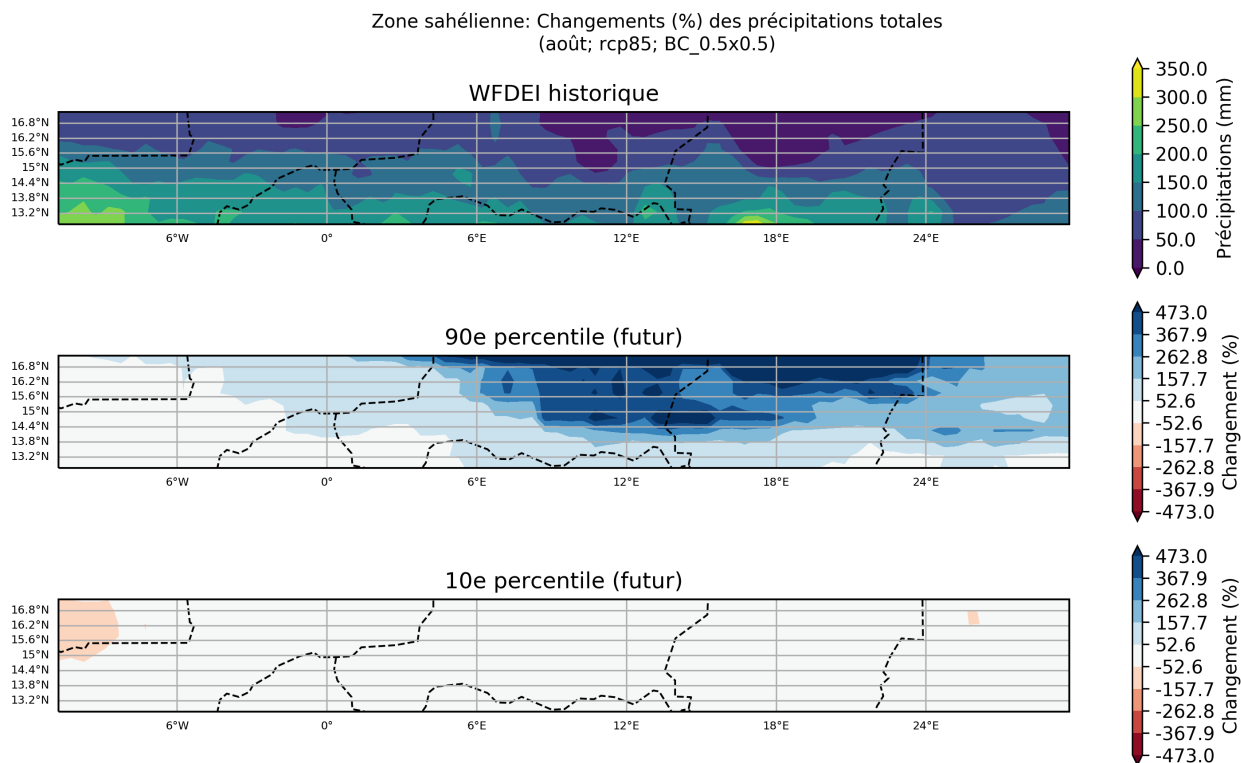 Zone sahélienne: Changements (%) des précipitations totales
(août; rcp85; BC_0.5x0.5)
WFDEI historique
16.8°N
16.2°N
15.6°N
15°N
14.4°N
13.8°N
13.2°N
6°W
0°
6°E
12°E
18°E
24°E
350.0
300.0
250.0
200.0
150.0
100.0
50.0
0.0
Précipitations (mm)
90e percentile (futur)
16.8°N
16.2°N
15.6°N
15°N
14.4°N
13.8°N
13.2°N
6°W
0°
6°E
12°E
18°E
24°E
473.0
367.9
262.8
157.7
52.6
-52.6
-157.7
-262.8
-367.9
-473.0
Changement (%)
10e percentile (futur)
16.8°N
16.2°N
15.6°N
15°N
14.4°N
13.8°N
13.2°N
6°W
0°
6°E
12°E
18°E
24°E
473.0
367.9
262.8
157.7
52.6
-52.6
-157.7
-262.8
-367.9
-473.0
Changement (%)